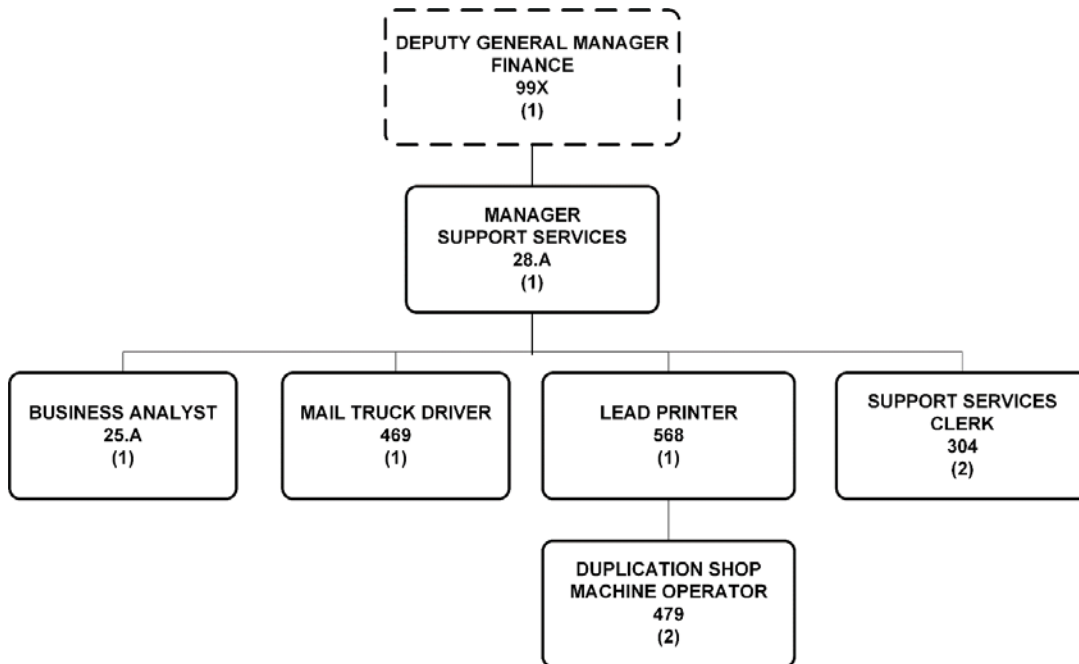 DEPUTY GENERAL MANAGER
FINANCE
99X
(1)
MANAGER
SUPPORT SERVICES
28.A
(1)
BUSINESS ANALYST
25.A
(1)
MAIL TRUCK DRIVER
469
(1)
LEAD PRINTER
568
(1)
SUPPORT SERVICES
CLERK
304
(2)
DUPLICATION SHOP
MACHINE OPERATOR
479
(2)